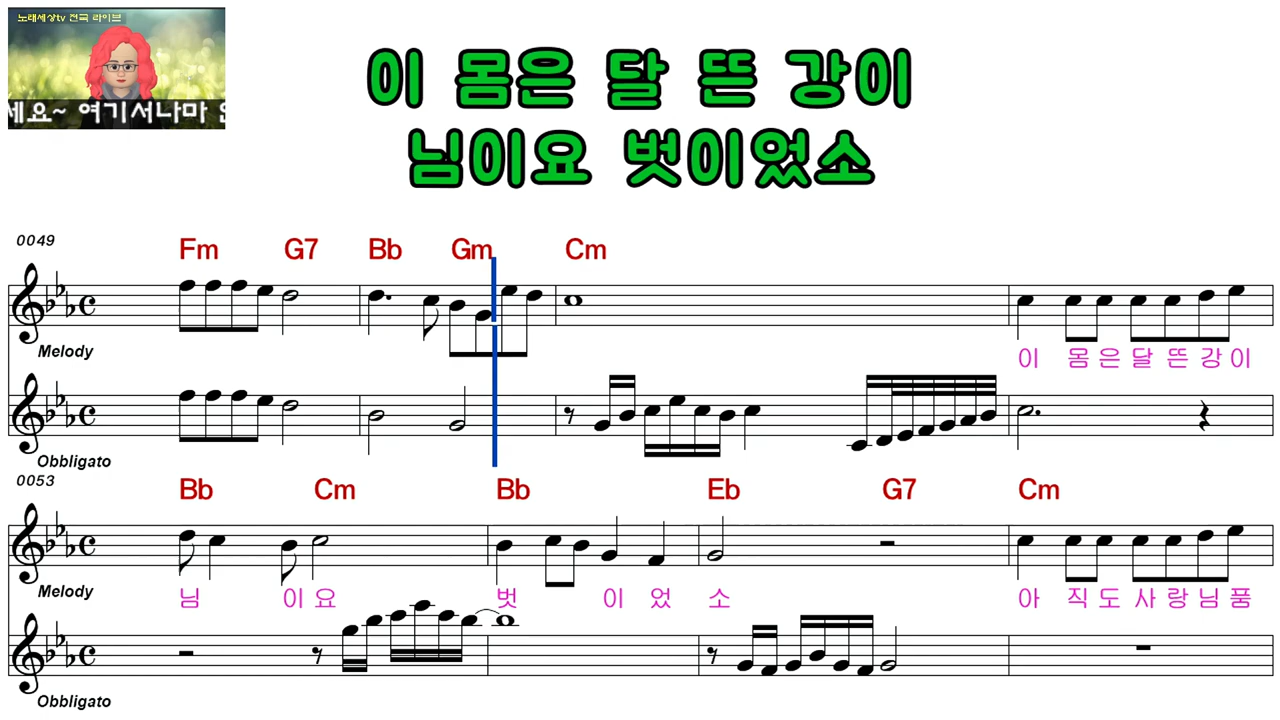 노래세상tv 전국 라이브
세요~ 여기서나마
이 몸은 달 뜬 강이
님이요 벗이었소
0049
Fm G7 Bb Gm Cm
Melody
이 몸 은 달 뜬 강 이
Obbligato
0053
Bb Cm Bb Eb G7 Cm
Melody
님 이 요 벗 이 었 소 아 직 도 사 랑 님 품
Obbligato